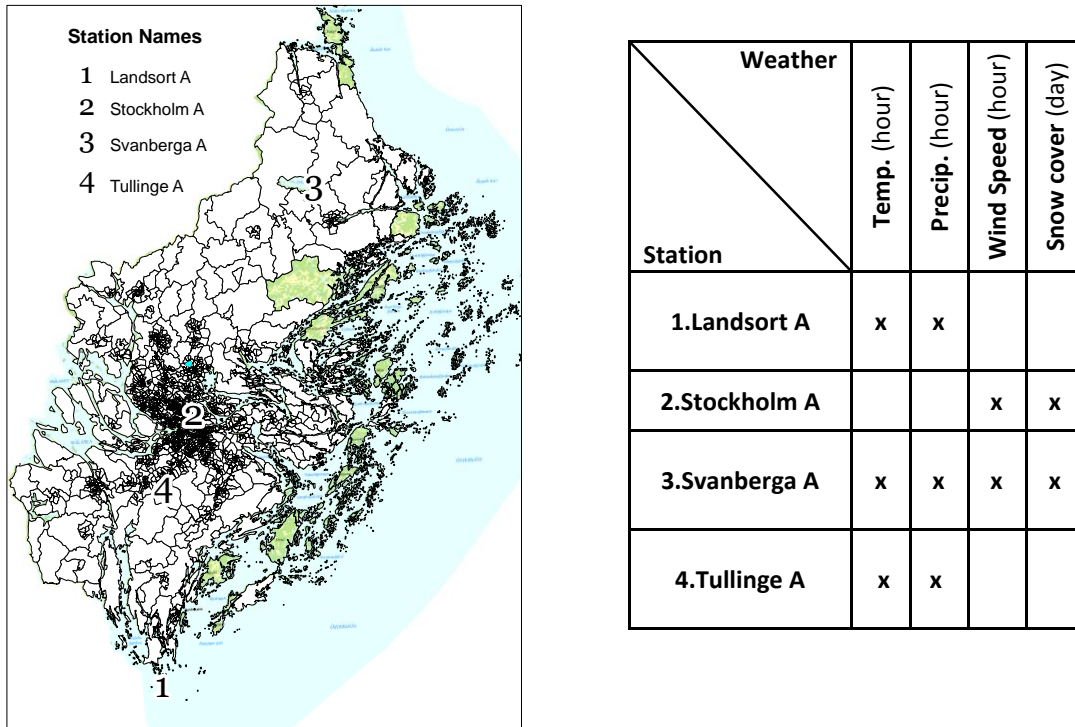 Station Names
1 Landsort A
2 Stockholm A
3 Svanberga A
4 Tullinge A
3
2
4
1
Weather
Station
Temp. (hour)
Precip. (hour)
Wind Speed (hour)
Snow cover (day)
1.Landsort A x x
2.Stockholm A x x
3.Svanberga A x x x x
4.Tullinge A x x